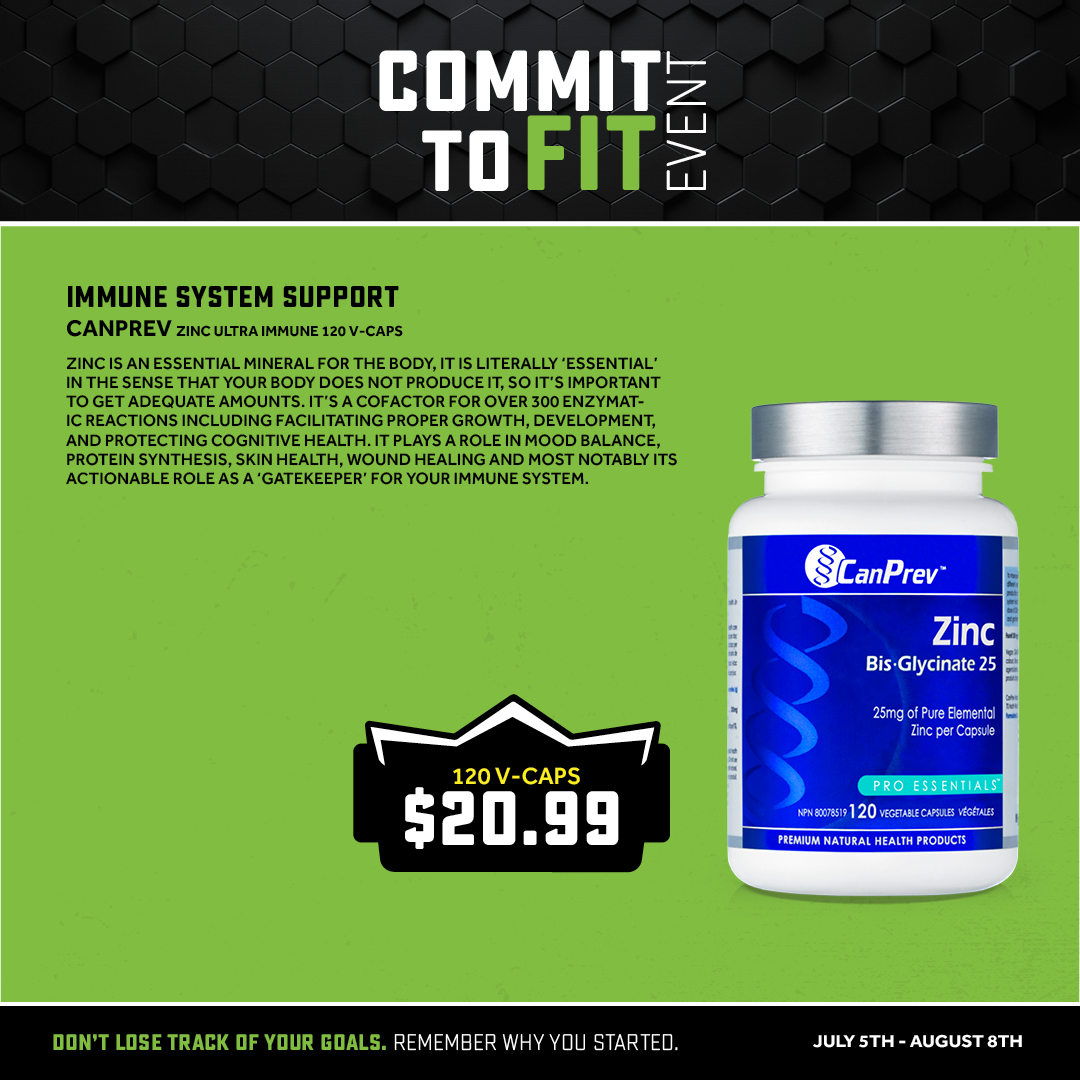 COMMIT
TO FIT
EVENT
IMMUNE SYSTEM SUPPORT
CANPREV ZINC ULTRA IMMUNE 120 V-CAPS
ZINC IS AN ESSENTIAL MINERAL FOR THE BODY, IT IS LITERALLY ‘ESSENTIAL’
IN THE SENSE THAT YOUR BODY DOES NOT PRODUCE IT, SO IT’S IMPORTANT
TO GET ADEQUATE AMOUNTS. IT’S A COFACTOR FOR OVER 300 ENZYMAT-
IC REACTIONS INCLUDING FACILITATING PROPER GROWTH, DEVELOPMENT,
AND PROTECTING COGNITIVE HEALTH. IT PLAYS A ROLE IN MOOD BALANCE,
PROTEIN SYNTHESIS, SKIN HEALTH, WOUND HEALING AND MOST NOTABLY ITS
ACTIONABLE ROLE AS A ‘GATEKEEPER’ FOR YOUR IMMUNE SYSTEM.
120 V-CAPS
$20.99
CanPrev™
Zinc
Bis·Glycinate 25
25mg of Pure Elemental
Zinc per Capsule
PRO ESSENTIALS™
NPN 80078519 120 VEGETABLE CAPSULES VÉGÉTALES
PREMIUM NATURAL HEALTH PRODUCTS
DON’T LOSE TRACK OF YOUR GOALS. REMEMBER WHY YOU STARTED.
JULY 5TH - AUGUST 8TH